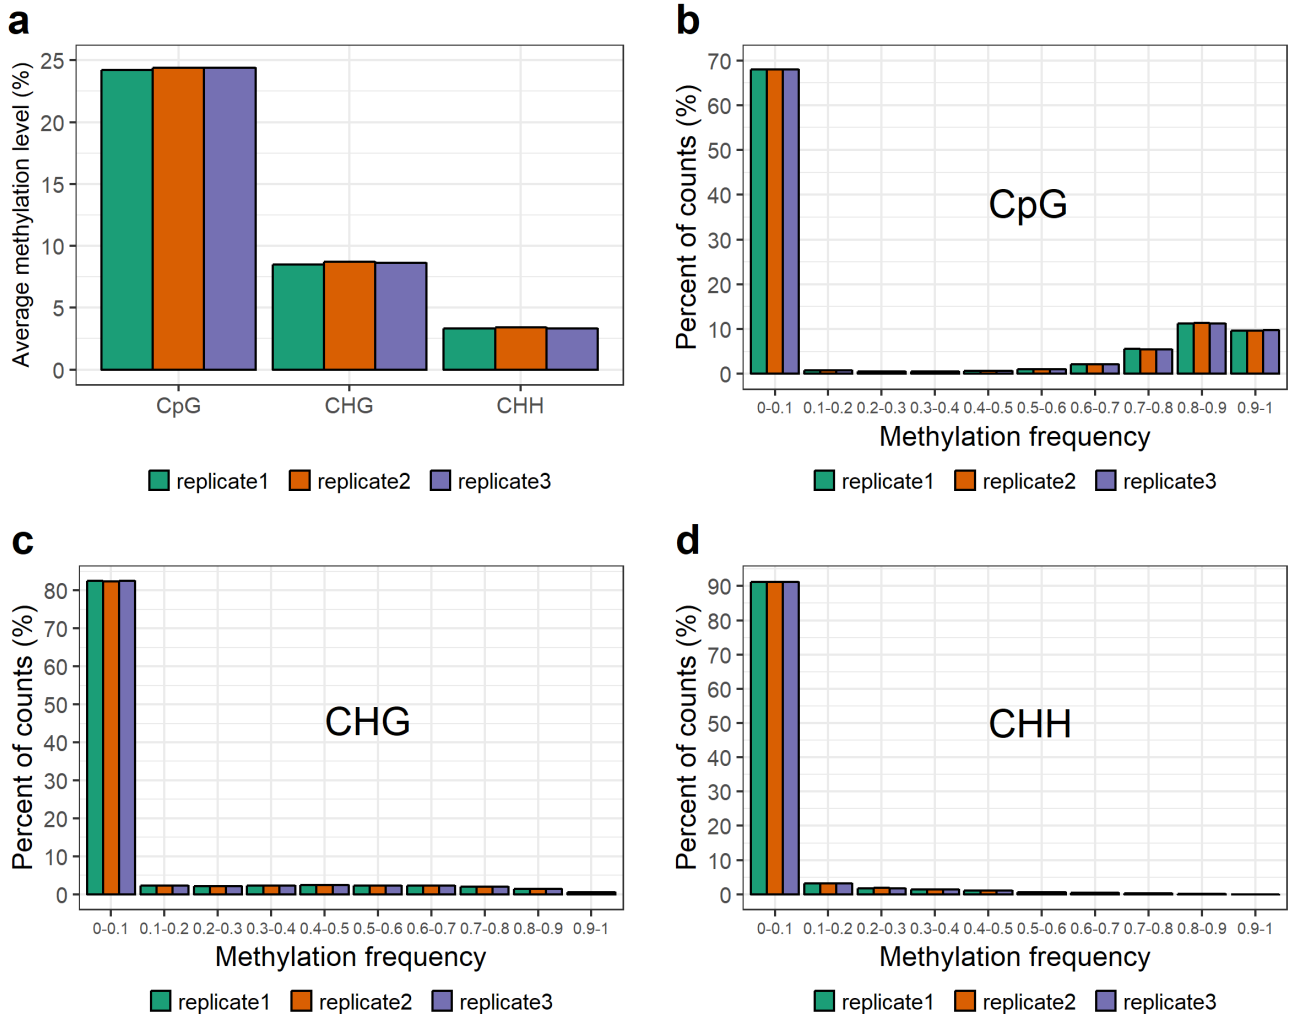 a
Average methylation level (%)
25
20
15
10
5
0
CpG CHG CHH
replicate1 replicate2 replicate3
b
Percent of counts (%)
70
60
50
40
30
20
10
0
CpG
0-0.1 0.1-0.2 0.2-0.3 0.3-0.4 0.4-0.5 0.5-0.6 0.6-0.7 0.7-0.8 0.8-0.9 0.9-1
Methylation frequency
replicate1 replicate2 replicate3
c
Percent of counts (%)
80
70
60
50
40
30
20
10
0
CHG
0-0.1 0.1-0.2 0.2-0.3 0.3-0.4 0.4-0.5 0.5-0.6 0.6-0.7 0.7-0.8 0.8-0.9 0.9-1
Methylation frequency
replicate1 replicate2 replicate3
d
Percent of counts (%)
90
80
70
60
50
40
30
20
10
0
CHH
0-0.1 0.1-0.2 0.2-0.3 0.3-0.4 0.4-0.5 0.5-0.6 0.6-0.7 0.7-0.8 0.8-0.9 0.9-1
Methylation frequency
replicate1 replicate2 replicate3